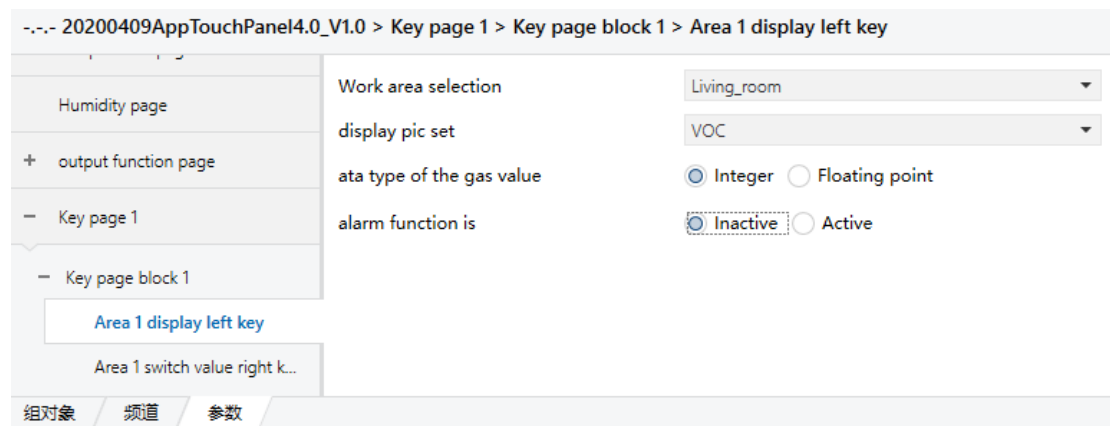 -.-.- 20200409AppTouchPanel4.0_V1.0 > Key page 1 > Key page block 1 > Area 1 display left key
Humidity page
Work area selection Living_room
display pic set VOC
+ output function page
ata type of the gas value Integer Floating point
− Key page 1
alarm function is Inactive Active
− Key page block 1
Area 1 display left key
Area 1 switch value right k...
组对象 频道 参数